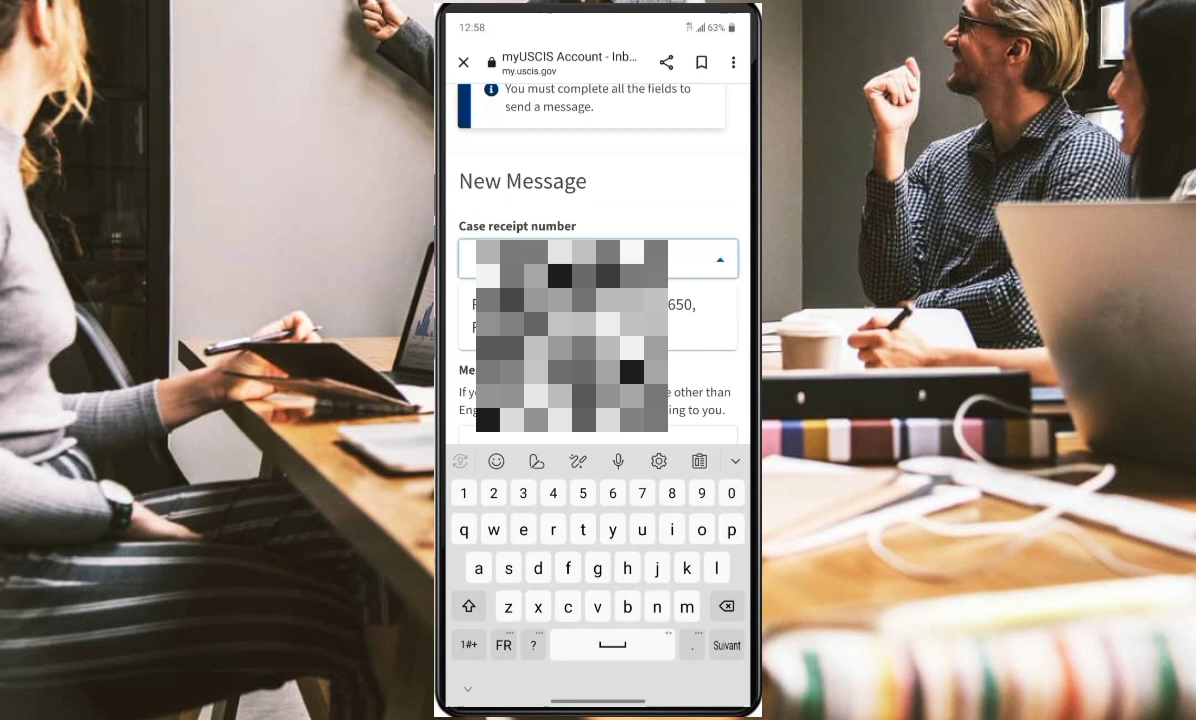 12:58
63%
myUSCIS Account - Inb...
my.uscis.gov
You must complete all the fields to
send a message.
New Message
Case receipt number
650,
If
other than
Eng
ing to you.
1 2 3 4 5 6 7 8 9 0
q w e r t y u i o p
a s d f g h j k l
z x c v b n m
1#+ FR ? . Suivant